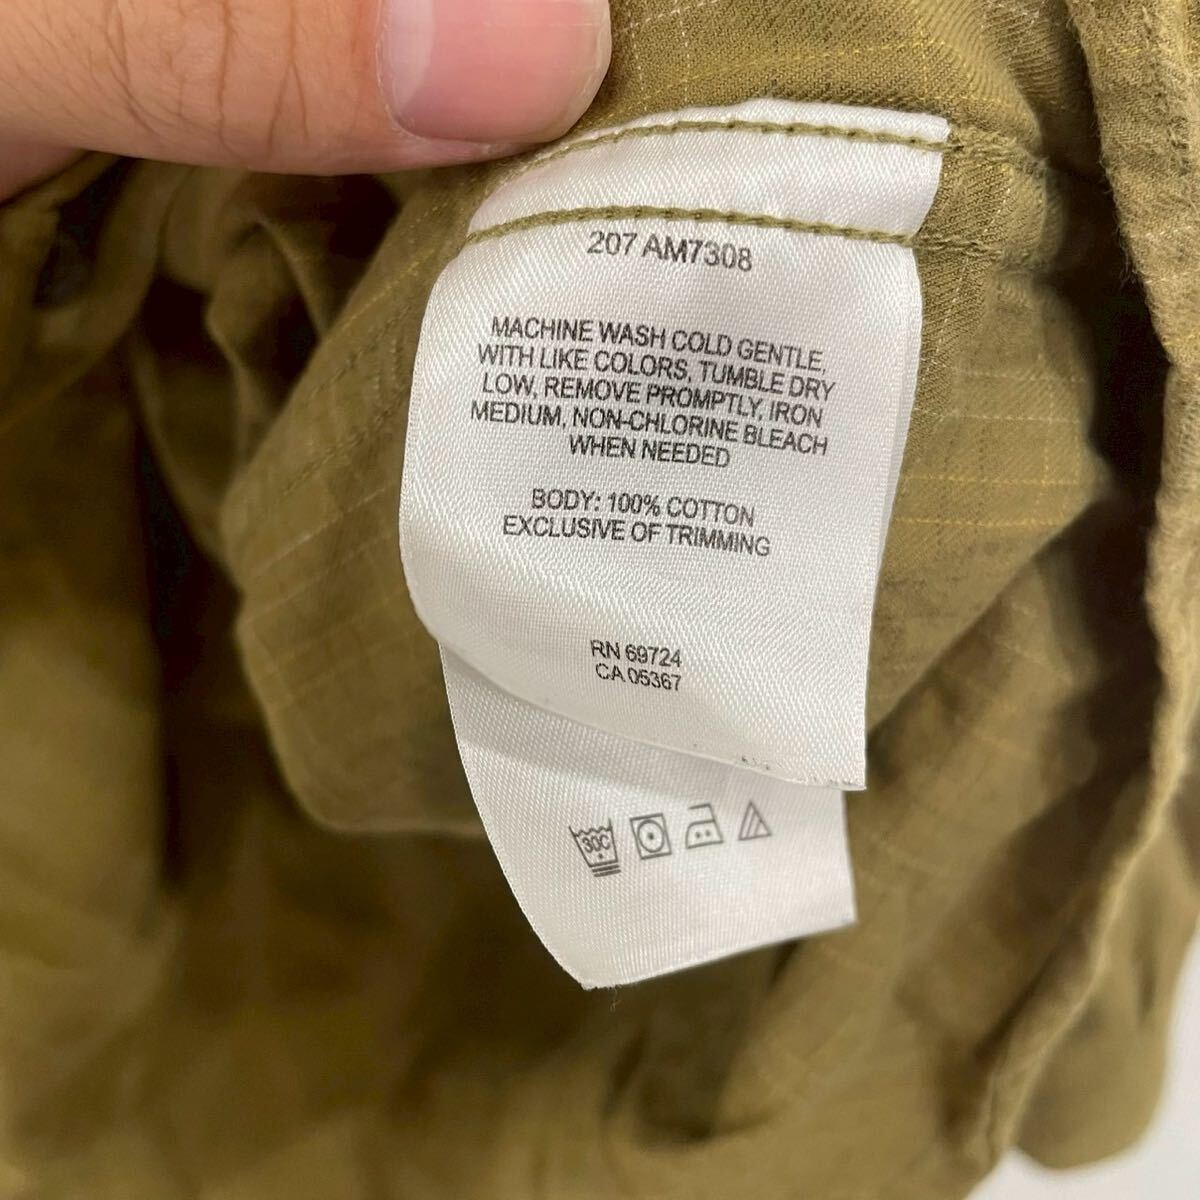 207 AM7308
MACHINE WASH COLD GENTLE,
WITH LIKE COLORS, TUMBLE DRY
LOW, REMOVE PROMPTLY, IRON
MEDIUM, NON-CHLORINE BLEACH
WHEN NEEDED
BODY: 100% COTTON
EXCLUSIVE OF TRIMMING
RN 69724
CA 05367
30C